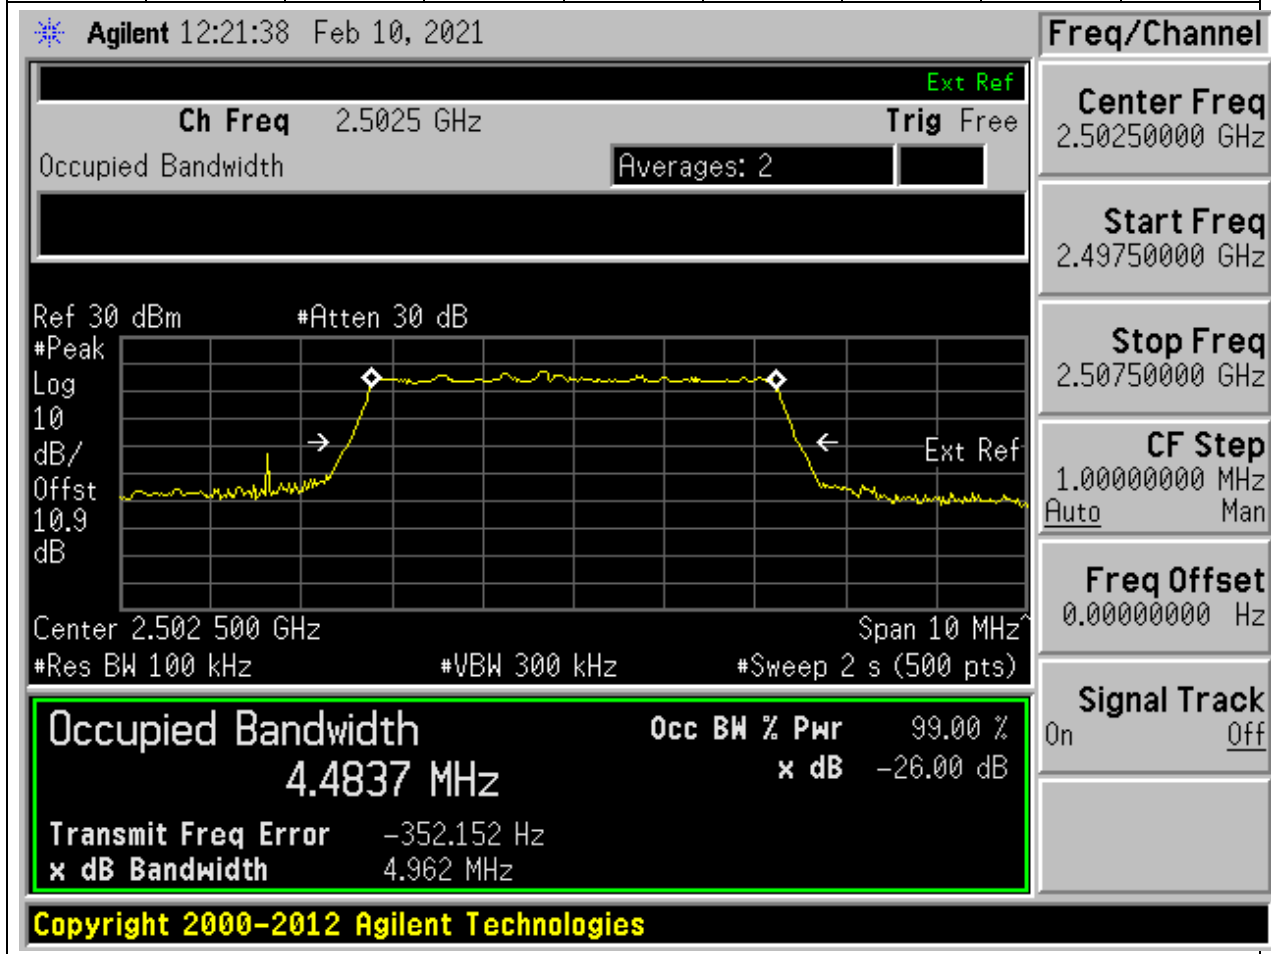 Agilent 12:21:38 Feb 10, 2021
Freq/Channel
Ext Ref
Ch Freq 2.5025 GHz
Trig Free
Occupied Bandwidth
Averages: 2
Center Freq
2.50250000 GHz
Start Freq
2.49750000 GHz
Stop Freq
2.50750000 GHz
CF Step
1.00000000 MHz
Auto Man
Freq Offset
0.00000000 Hz
Signal Track
On Off
Ref 30 dBm #Atten 30 dB
#Peak
Log
10
dB/
Offst
10.9
dB
Ext Ref
Center 2.502 500 GHz Span 10 MHz^
#Res BW 100 kHz #VBW 300 kHz #Sweep 2 s (500 pts)
Occupied Bandwidth
4.4837 MHz
Occ BW % Pwr 99.00 %
x dB -26.00 dB
Transmit Freq Error -352.152 Hz
x dB Bandwidth 4.962 MHz
Copyright 2000-2012 Agilent Technologies